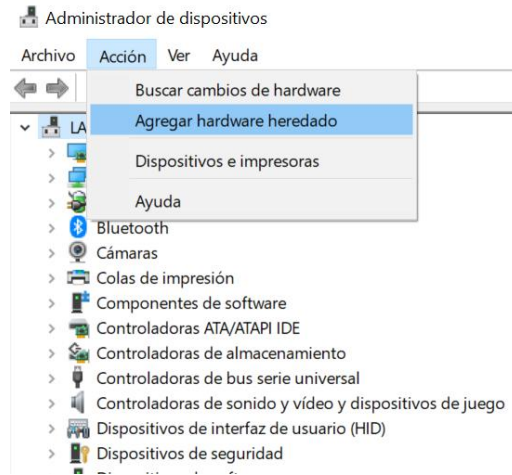 Administrador de dispositivos
Archivo Acción Ver Ayuda
Buscar cambios de hardware
Agregar hardware heredado
Dispositivos e impresoras
Ayuda
LA
Bluetooth
Cámaras
Colas de impresión
Componentes de software
Controladoras ATA/ATAPI IDE
Controladoras de almacenamiento
Controladoras de bus serie universal
Controladoras de sonido y vídeo y dispositivos de juego
Dispositivos de interfaz de usuario (HID)
Dispositivos de seguridad